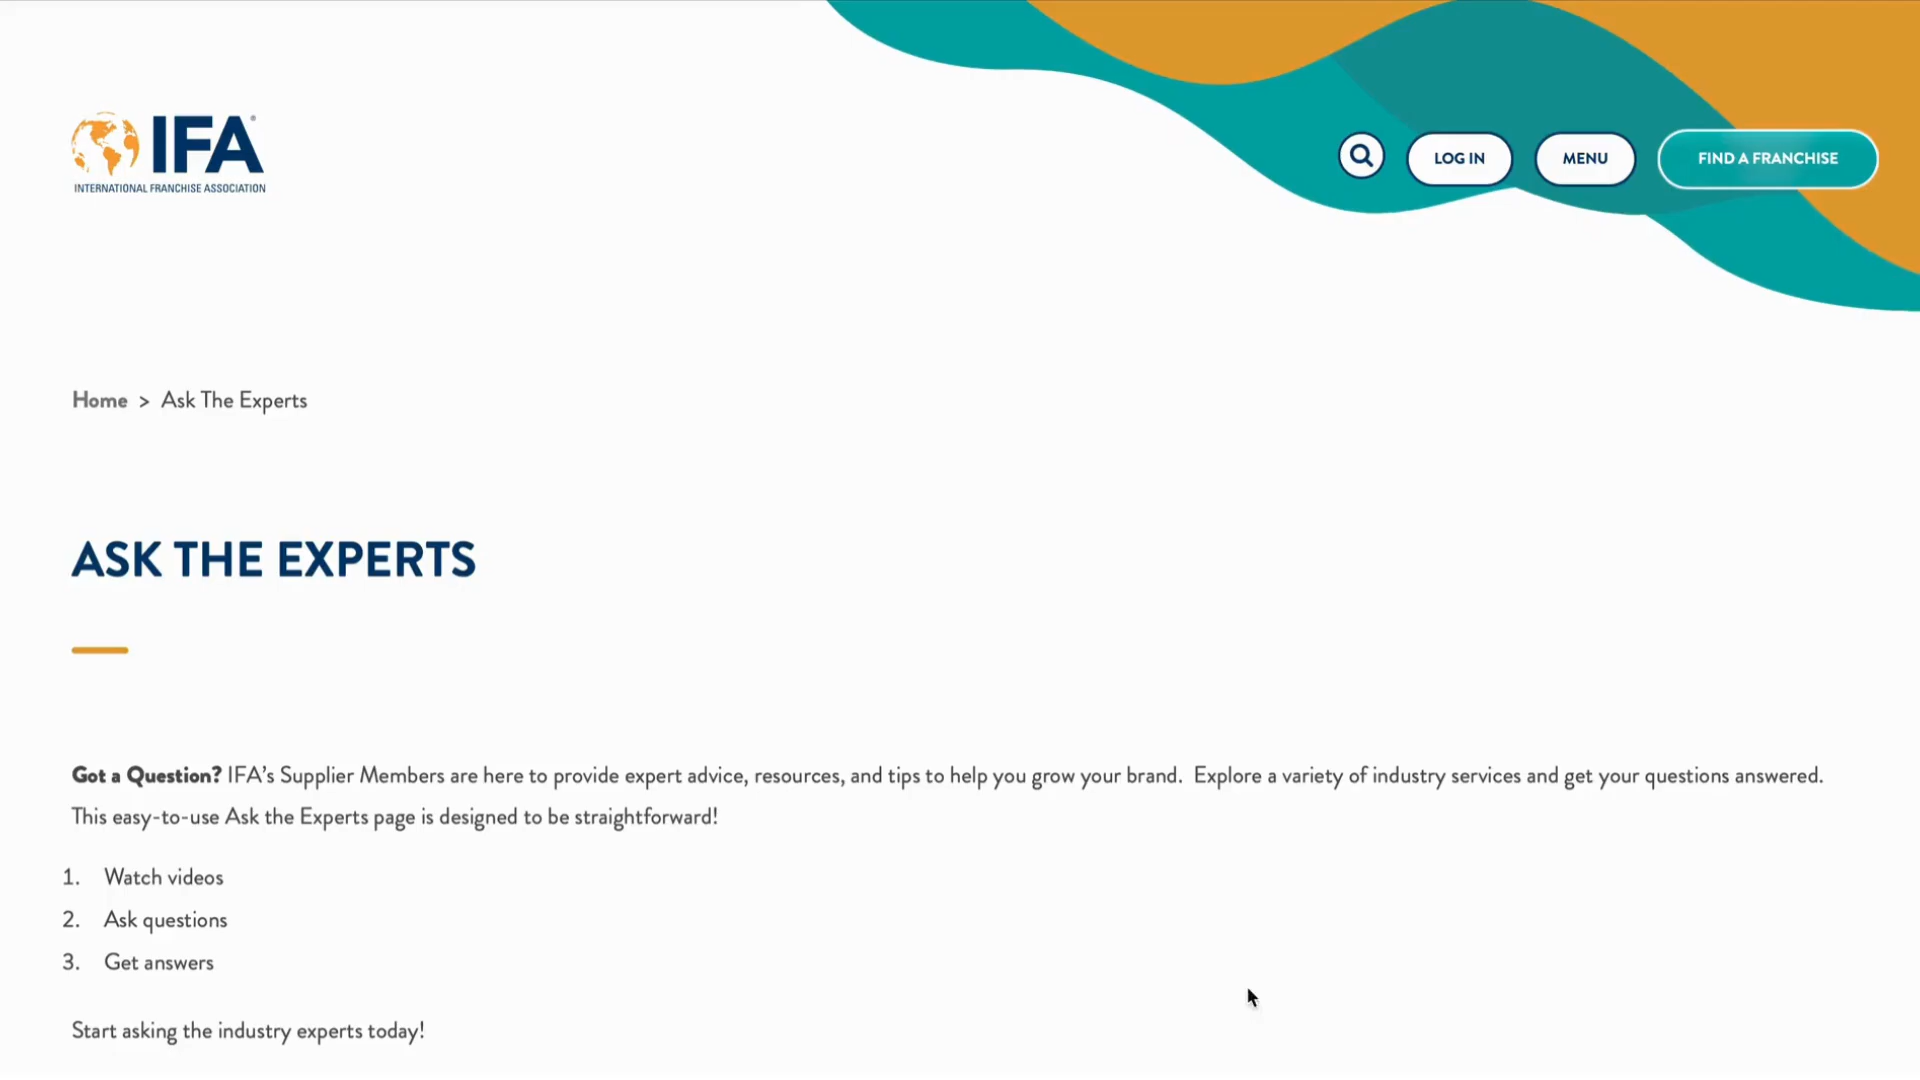 IFA®
INTERNATIONAL FRANCHISE ASSOCIATION
LOG IN
MENU
FIND A FRANCHISE
Home > Ask The Experts
ASK THE EXPERTS
Got a Question? IFA’s Supplier Members are here to provide expert advice, resources, and tips to help you grow your brand.  Explore a variety of industry services and get your questions answered.
This easy-to-use Ask the Experts page is designed to be straightforward!
1. Watch videos
2. Ask questions
3. Get answers
Start asking the industry experts today!